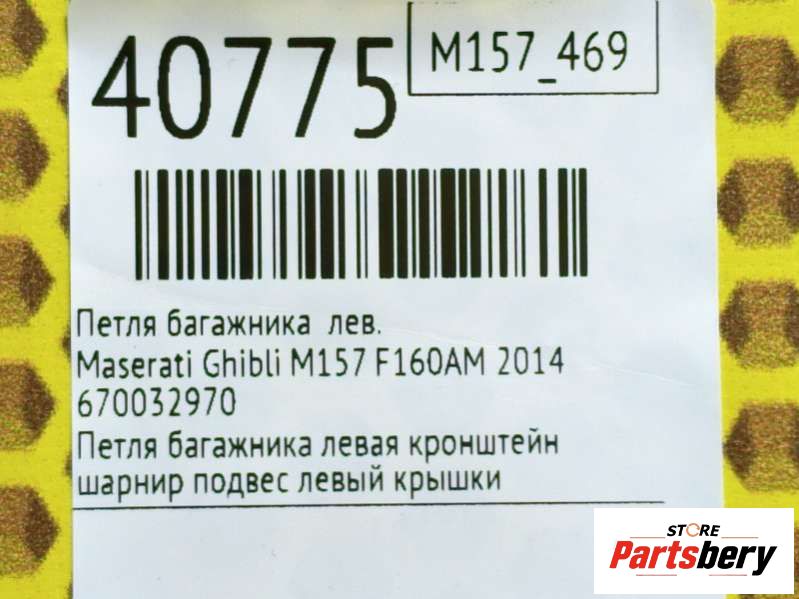 40775
M157_469
Петля багажника лев.
Maserati Ghibli M157 F160AM 2014
670032970
Петля багажника левая кронштейн
шарнир подвес левый крышки
STORE
Partsbery